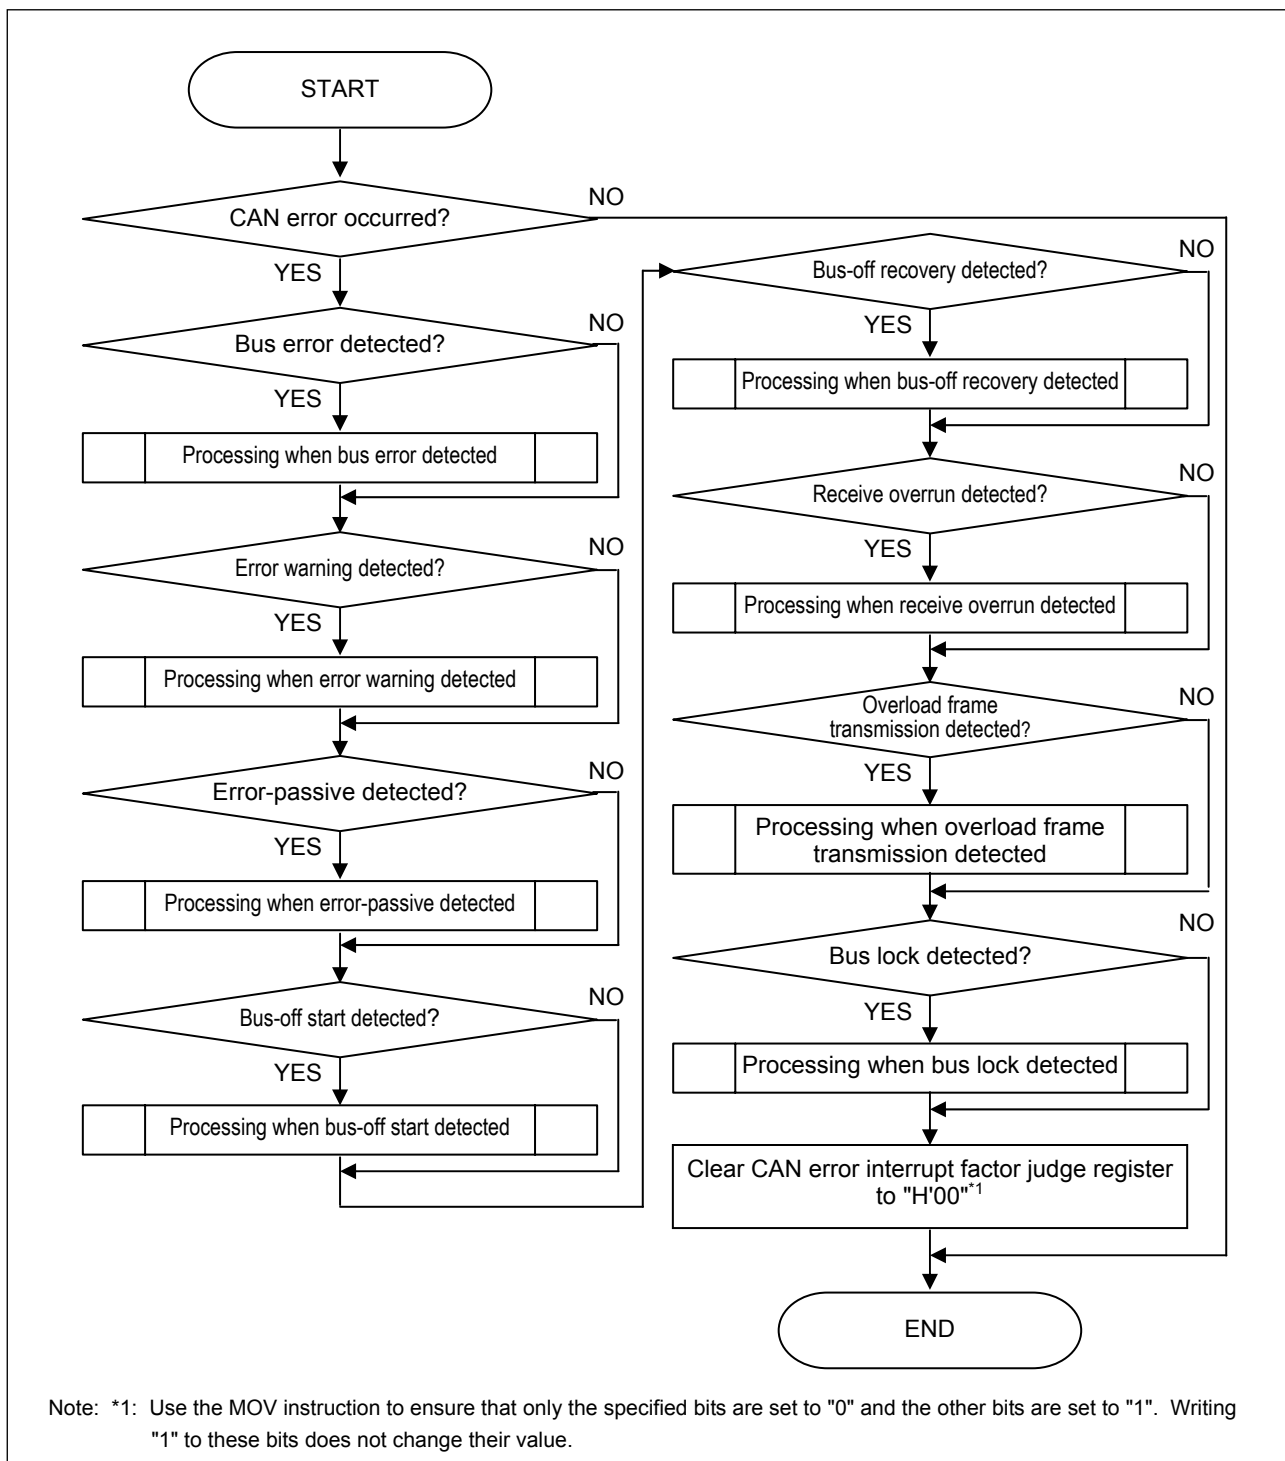 START
CAN error occurred?
NO
YES
Bus error detected?
NO
YES
Processing when bus error detected
Error warning detected?
NO
YES
Processing when error warning detected
Error-passive detected?
NO
YES
Processing when error-passive detected
Bus-off start detected?
NO
YES
Processing when bus-off start detected
Bus-off recovery detected?
NO
YES
Processing when bus-off recovery detected
Receive overrun detected?
NO
YES
Processing when receive overrun detected
Overload frame
transmission detected?
NO
YES
Processing when overload frame
transmission detected
Bus lock detected?
NO
YES
Processing when bus lock detected
Clear CAN error interrupt factor judge register
to "H'00"*1
END
Note: *1: Use the MOV instruction to ensure that only the specified bits are set to "0" and the other bits are set to "1". Writing
"1" to these bits does not change their value.